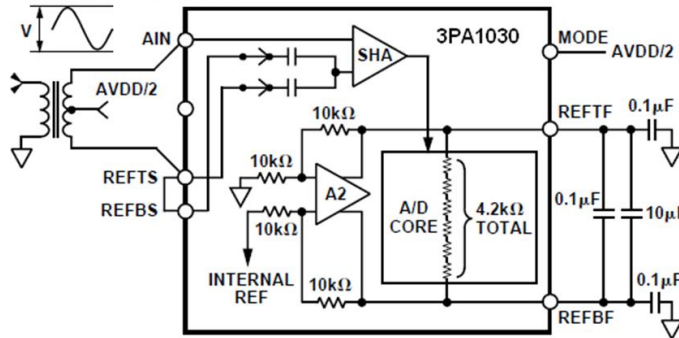 V
AIN
SHA
3PA1030
MODE
AVDD/2
AVDD/2
10kΩ
REFTF
0.1µF
10kΩ
REFTS
A2
A/D
CORE
4.2kΩ
TOTAL
0.1µF
10µF
REFBS
10kΩ
INTERNAL
REF
10kΩ
0.1µF
REFBF